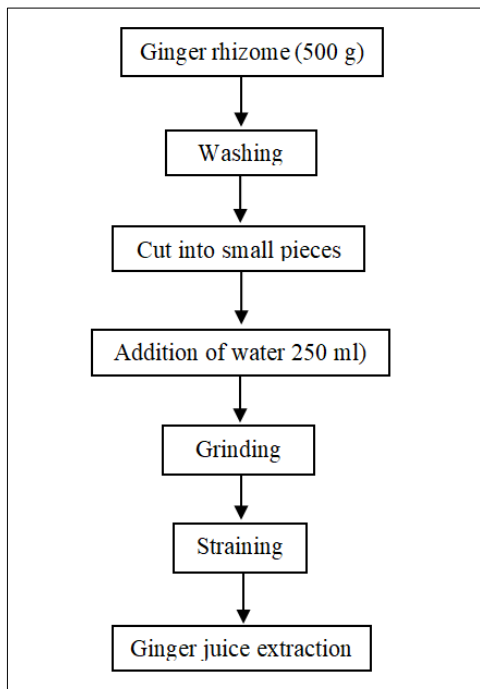 Ginger rhizome (500 g)
Washing
Cut into small pieces
Addition of water 250 ml)
Grinding
Straining
Ginger juice extraction